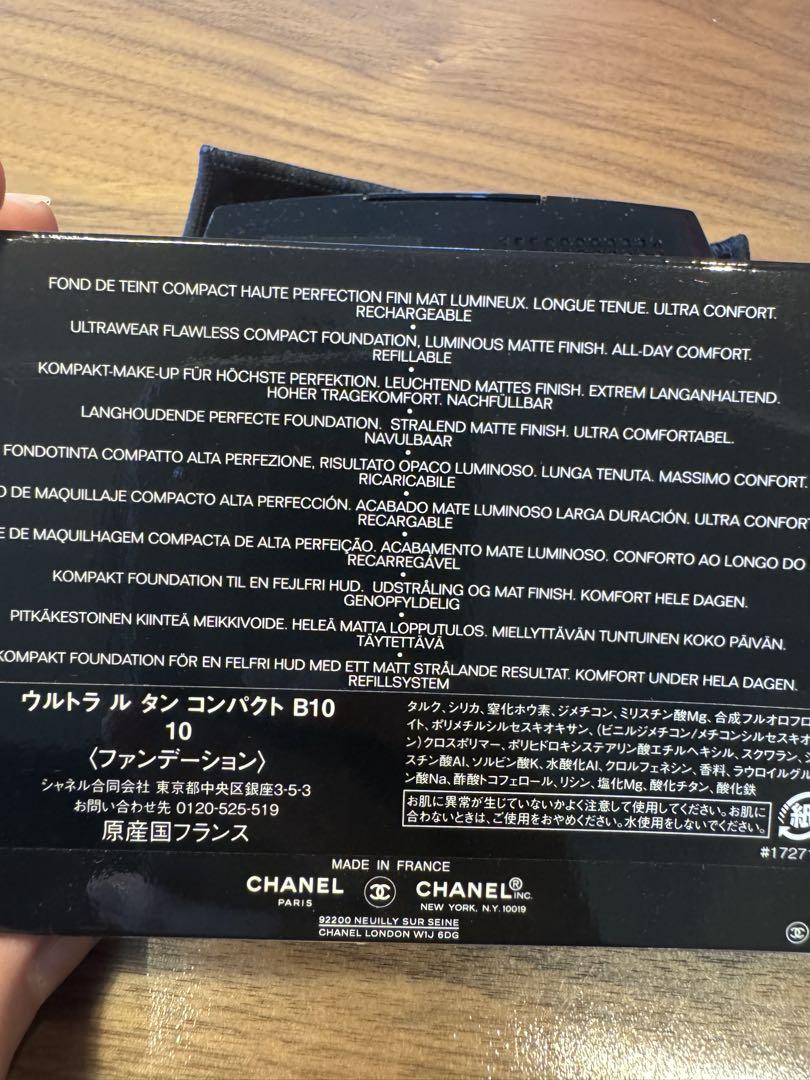 FOND DE TEINT COMPACT HAUTE PERFECTION FINI MAT LUMINEUX. LONGUE TENUE. ULTRA CONFORT.
RECHARGEABLE
•
ULTRAWEAR FLAWLESS COMPACT FOUNDATION, LUMINOUS MATTE FINISH. ALL-DAY COMFORT.
REFILLABLE
•
KOMPAKT-MAKE-UP FÜR HÖCHSTE PERFEKTION. LEUCHTEND MATTES FINISH. EXTREM LANGANHALTEND.
HOHER TRAGEKOMFORT. NACHFÜLLBAR
•
LANGHOUDENDE PERFECTE FOUNDATION. STRALEND MATTE FINISH. ULTRA COMFORTABEL.
NAVULBAAR
•
FONDOTINTA COMPATTO ALTA PERFEZIONE, RISULTATO OPACO LUMINOSO. LUNGA TENUTA. MASSIMO CONFORT.
RICARICABILE
•
DE MAQUILLAJE COMPACTO ALTA PERFECCIÓN. ACABADO MATE LUMINOSO LARGA DURACIÓN. ULTRA CONFORT
RECARGABLE
•
E DE MAQUILHAGEM COMPACTA DE ALTA PERFEIÇÃO. ACABAMENTO MATE LUMINOSO. CONFORTO AO LONGO DO
RECARREGÁVEL
•
KOMPAKT FOUNDATION TIL EN FEJLFRI HUD. UDSTRÅLING OG MAT FINISH. KOMFORT HELE DAGEN.
GENOPFYLDELIG
•
PITKÄKESTOINEN KIINTEÄ MEIKKIVOIDE. HELEÄ MATTA LOPPUTULOS. MIELLYTTÄVÄN TUNTUINEN KOKO PÄIVÄN.
TÄYTETTÄVÄ
•
KOMPAKT FOUNDATION FÖR EN FELFRI HUD MED ETT MATT STRÅLANDE RESULTAT. KOMFORT UNDER HELA DAGEN.
REFILLSYSTEM
ウルトラ ル タン コンパクト B10
10
〈ファンデーション〉
シャネル合同会社 東京都中央区銀座3-5-3
お問い合わせ先 0120-525-519
原産国フランス
タルク、シリカ、窒化ホウ素、ジメチコン、ミリスチン酸Mg、合成フルオロフロ
イト、ポリメチルシルセスキオキサン、(ビニルジメチコン/メチコンシルセスキオ
ン)クロスポリマー、ポリヒドロキシステアリン酸エチルヘキシル、スクワラン、
スチン酸Al、ソルビン酸K、水酸化Al、クロルフェネシン、香料、ラウロイルグル
ン酸Na、酢酸トコフェロール、リシン、塩化Mg、酸化チタン、酸化鉄
お肌に異常が生じていないかよく注意して使用してください。お肌に
合わないときは、ご使用をおやめください。水使用をしないでください。
紙
#1727
MADE IN FRANCE
CHANEL CHANEL® INC.
PARIS NEW YORK, N.Y. 10019
92200 NEUILLY SUR SEINE
CHANEL LONDON W1J 6DG